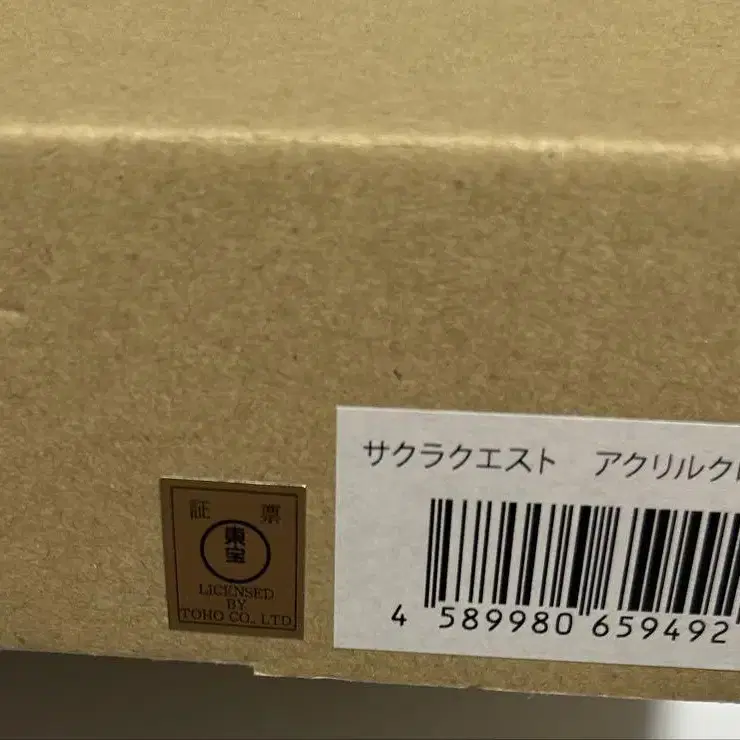 サクラクエスト アクリルク
4 589980 659492
証 票
東宝
LICENSED
BY
TOHO CO., LTD.